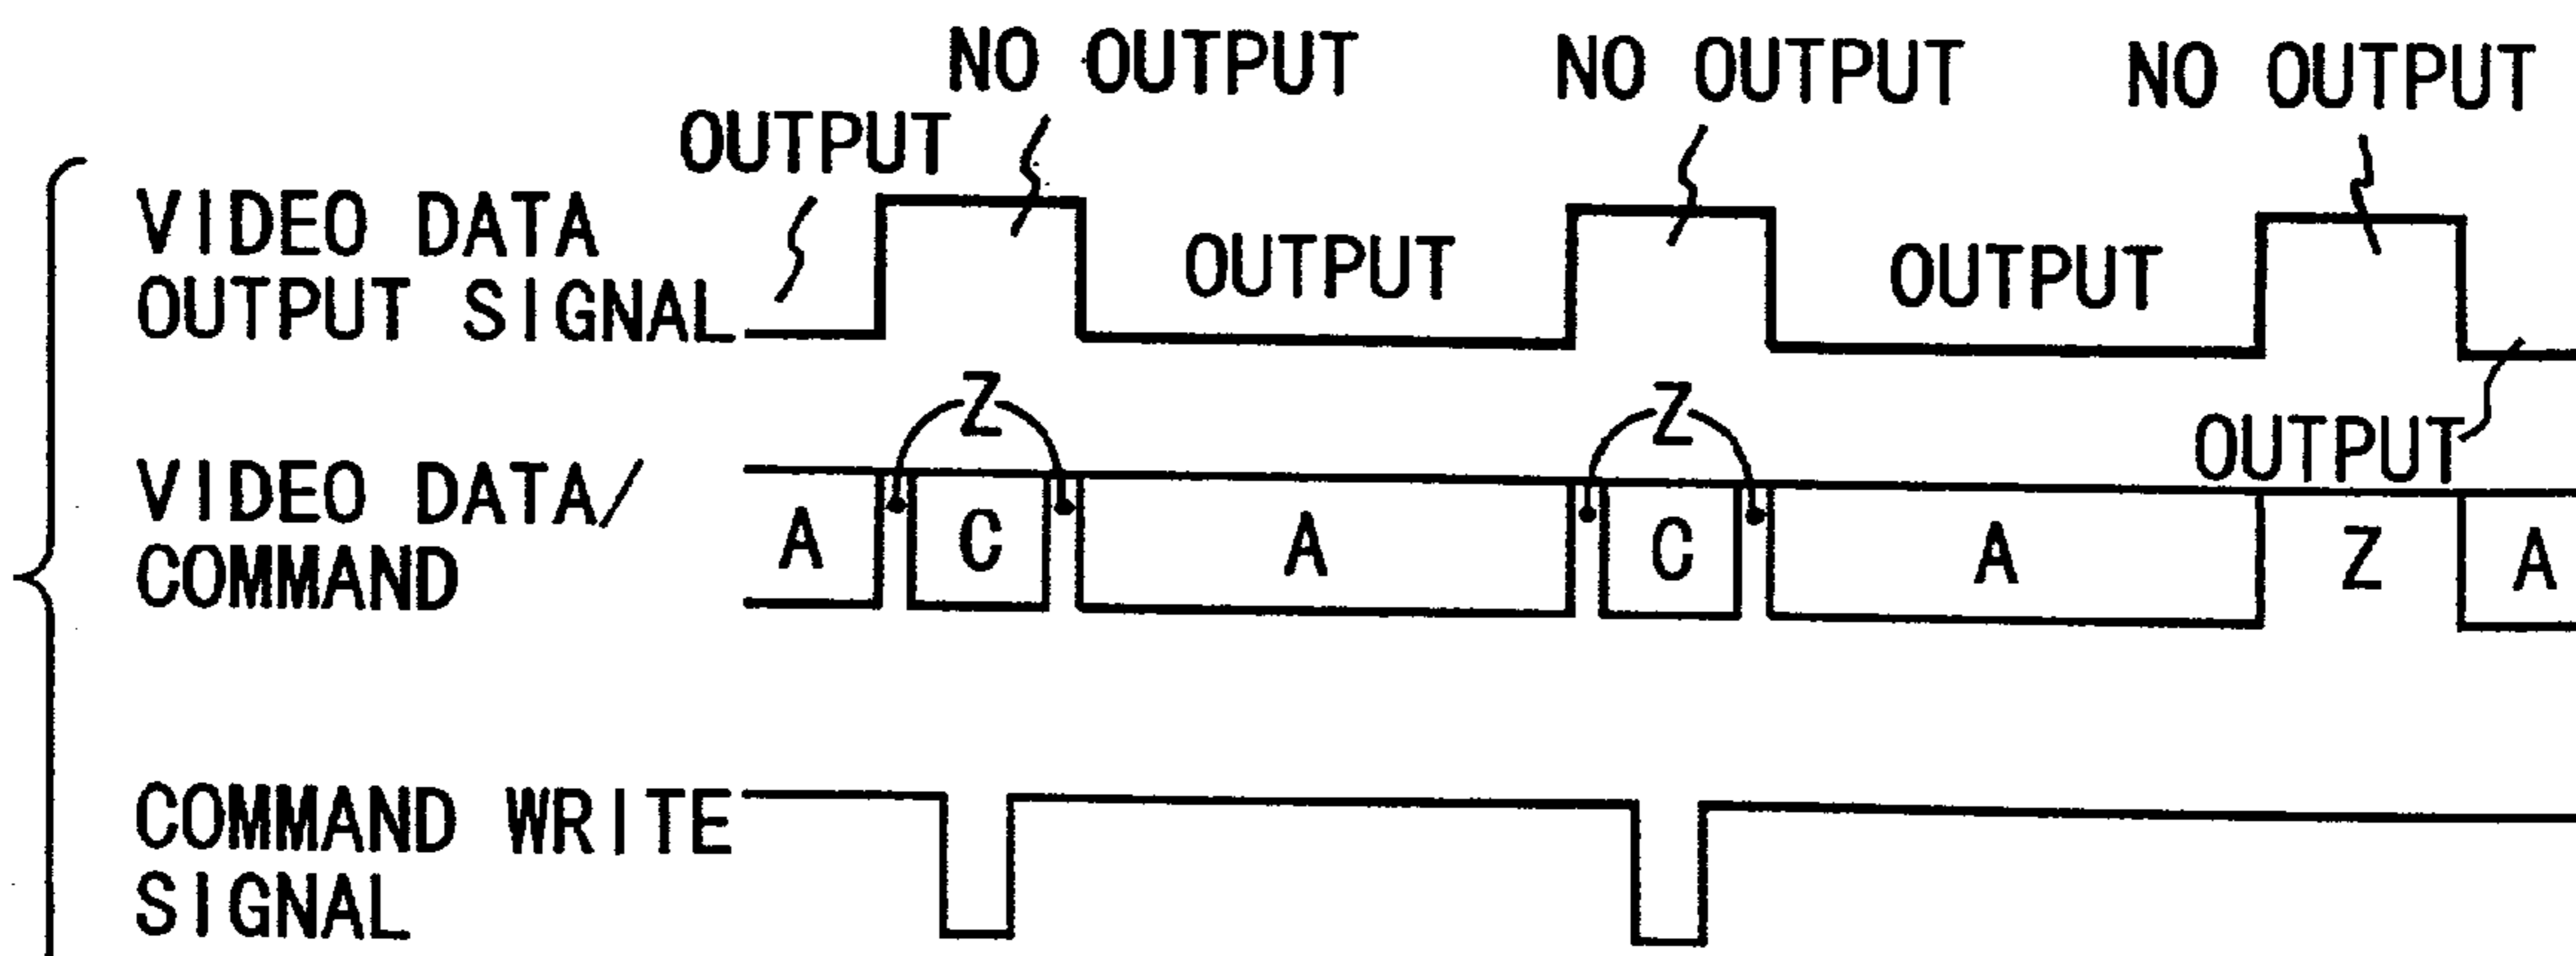 NO OUTPUT NO OUTPUT NO OUTPUT
OUTPUT
VIDEO DATA
OUTPUT SIGNAL
OUTPUT OUTPUT
OUTPUT
Z Z
VIDEO DATA/
COMMAND
A C A C A Z A
COMMAND WRITE
SIGNAL